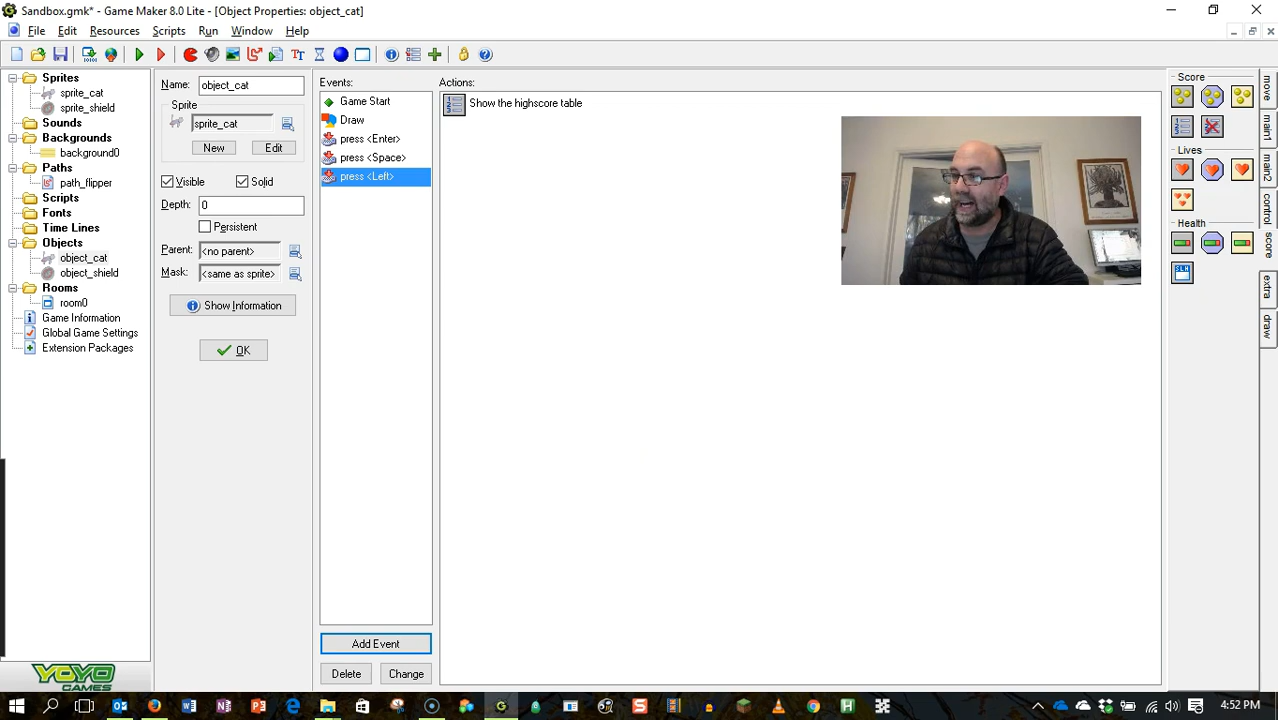 Sandbox.gmk* - Game Maker 8.0 Lite - [Object Properties: object_cat]
File Edit Resources Scripts Run Window Help
Sprites
sprite_cat
sprite_shield
Sounds
Backgrounds
background0
Paths
path_flipper
Scripts
Fonts
Time Lines
Objects
object_cat
object_shield
Rooms
room0
Game Information
Global Game Settings
Extension Packages
YOYO
GAMES
Name: object_cat
Sprite
sprite_cat
New Edit
Visible Solid
Depth: 0
Persistent
Parent: <no parent>
Mask: <same as sprite>
Show Information
OK
Events:
Game Start
Draw
press <Enter>
press <Space>
press <Left>
Add Event
Delete Change
Actions:
Show the highscore table
Score
Lives
Health
move
main1
main2
control
score
extra
draw
4:52 PM